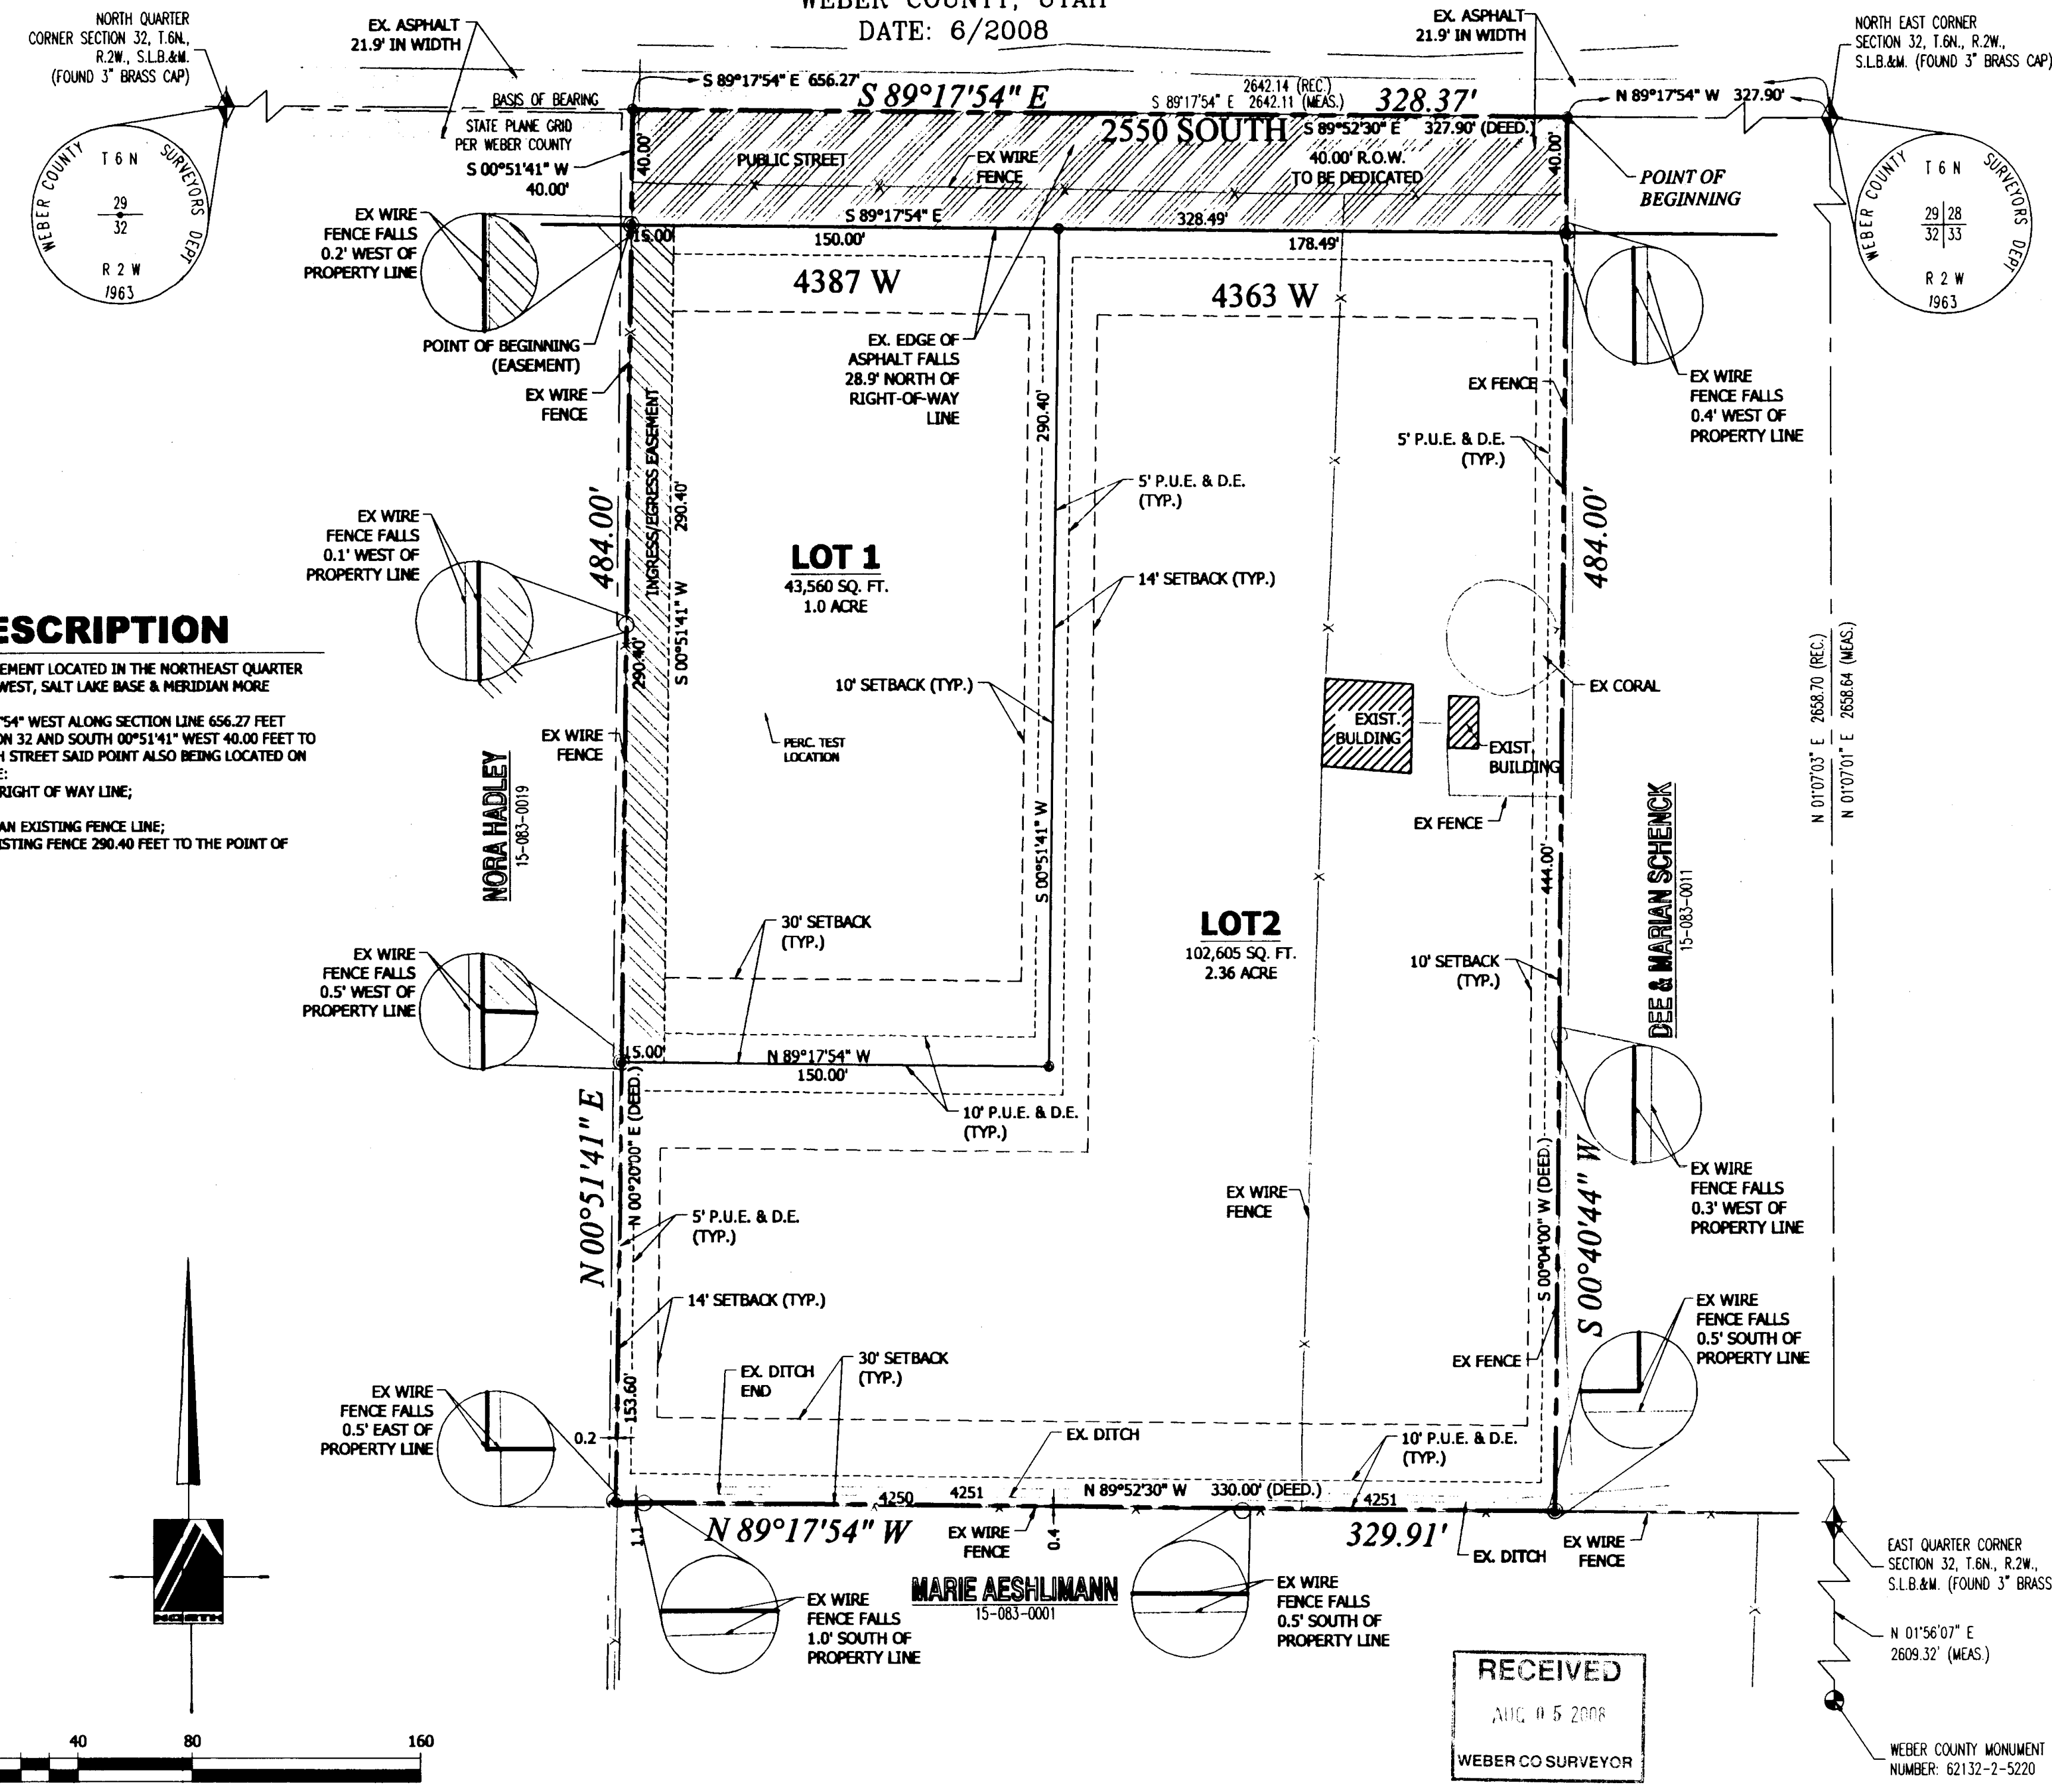 WEBER COUNTY, UTAH
DATE: 6/2008
NORTH QUARTER
CORNER SECTION 32, T.6N.,
R.2W., S.L.B.&M.
(FOUND 3" BRASS CAP)
EX. ASPHALT
21.9' IN WIDTH
EX. ASPHALT
21.9' IN WIDTH
NORTH EAST CORNER
SECTION 32, T.6N., R.2W.,
S.L.B.&M. (FOUND 3" BRASS CAP)
S 89°17'54" E 656.27'
S 89°17'54" E
2642.14 (REC.)
S 89°17'54" E 2642.11 (MEAS.)
328.37'
N 89°17'54" W 327.90'
BASIS OF BEARING
STATE PLANE GRID
PER WEBER COUNTY
S 00°51'41" W
40.00'
40.00'
2550 SOUTH
S 89°52'30" E 327.90' (DEED.)
PUBLIC STREET
EX WIRE
FENCE
40.00' R.O.W.
TO BE DEDICATED
40.00'
POINT OF
BEGINNING
WEBER COUNTY SURVEYORS DEPT
T 6 N
29
32
R 2 W
1963
WEBER COUNTY SURVEYORS DEPT
T 6 N
29 28
32 33
R 2 W
1963
EX WIRE
FENCE FALLS
0.2' WEST OF
PROPERTY LINE
S 89°17'54" E
328.49'
15.00'
150.00'
178.49'
4387 W
4363 W
POINT OF BEGINNING
(EASEMENT)
EX WIRE
FENCE
EX. EDGE OF
ASPHALT FALLS
28.9' NORTH OF
RIGHT-OF-WAY
LINE
290.40'
EX FENCE
EX WIRE
FENCE FALLS
0.4' WEST OF
PROPERTY LINE
5' P.U.E. & D.E.
(TYP.)
5' P.U.E. & D.E.
(TYP.)
INGRESS/EGRESS EASEMENT
290.40'
S 00°51'41" W
484.00'
484.00'
EX WIRE
FENCE FALLS
0.1' WEST OF
PROPERTY LINE
LOT 1
43,560 SQ. FT.
1.0 ACRE
14' SETBACK (TYP.)
ESCRIPTION
EMENT LOCATED IN THE NORTHEAST QUARTER
WEST, SALT LAKE BASE & MERIDIAN MORE
'54" WEST ALONG SECTION LINE 656.27 FEET
ON 32 AND SOUTH 00°51'41" WEST 40.00 FEET TO
H STREET SAID POINT ALSO BEING LOCATED ON
E:
RIGHT OF WAY LINE;
AN EXISTING FENCE LINE;
ISTING FENCE 290.40 FEET TO THE POINT OF
290.40'
10' SETBACK (TYP.)
EX CORAL
EX WIRE
FENCE
PERC. TEST
LOCATION
EXIST.
BULDING
EXIST.
BUILDING
EX FENCE
N 01°07'03" E 2658.70 (REC.)
N 01°07'01" E 2658.64 (MEAS.)
NORA HADLEY
15-083-0019
S 00°51'41" W
444.00'
DEE & MARIAN SCHENCK
15-083-0011
30' SETBACK
(TYP.)
LOT2
102,605 SQ. FT.
2.36 ACRE
10' SETBACK
(TYP.)
EX WIRE
FENCE FALLS
0.5' WEST OF
PROPERTY LINE
15.00'
N 89°17'54" W
150.00'
10' P.U.E. & D.E.
(TYP.)
N 00°51'41" E
N 00°20'00" E (DEED.)
S 00°04'00" W (DEED.)
S 00°40'44" W
EX WIRE
FENCE FALLS
0.3' WEST OF
PROPERTY LINE
EX WIRE
FENCE
5' P.U.E. & D.E.
(TYP.)
14' SETBACK (TYP.)
EX WIRE
FENCE FALLS
0.5' SOUTH OF
PROPERTY LINE
EX. DITCH
END
30' SETBACK
(TYP.)
EX FENCE
EX WIRE
FENCE FALLS
0.5' EAST OF
PROPERTY LINE
153.60'
0.2
EX. DITCH
10' P.U.E. & D.E.
(TYP.)
4250
4251
N 89°52'30" W 330.00' (DEED.)
4251
1.1
N 89°17'54" W
EX WIRE
FENCE
0.4
329.91'
EX. DITCH
EX WIRE
FENCE
EAST QUARTER CORNER
SECTION 32, T.6N., R.2W.,
S.L.B.&M. (FOUND 3" BRASS
EX WIRE
FENCE FALLS
1.0' SOUTH OF
PROPERTY LINE
MARIE AESHLIMANN
15-083-0001
EX WIRE
FENCE FALLS
0.5' SOUTH OF
PROPERTY LINE
N 01°56'07" E
2609.32' (MEAS.)
NORTH
RECEIVED
AUG 05 2008
WEBER CO SURVEYOR
WEBER COUNTY MONUMENT
NUMBER: 62132-2-5220
40 80 160